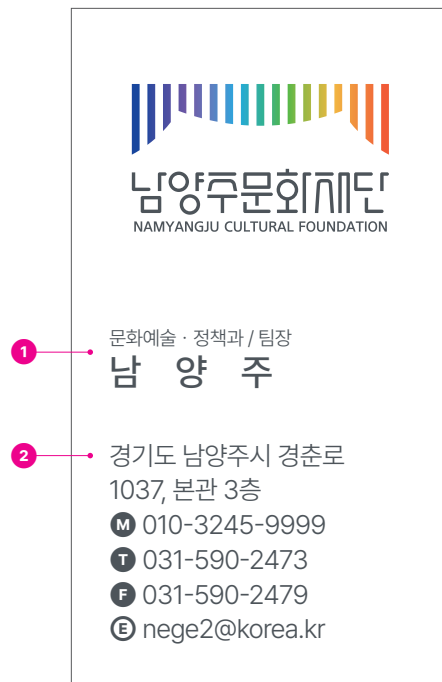 남양주문화재단
NAMYANGJU CULTURAL FOUNDATION
1
문화예술 · 정책과 / 팀장
남 양 주
2
경기도 남양주시 경춘로
1037, 본관 3층
M 010-3245-9999
T 031-590-2473
F 031-590-2479
E nege2@korea.kr